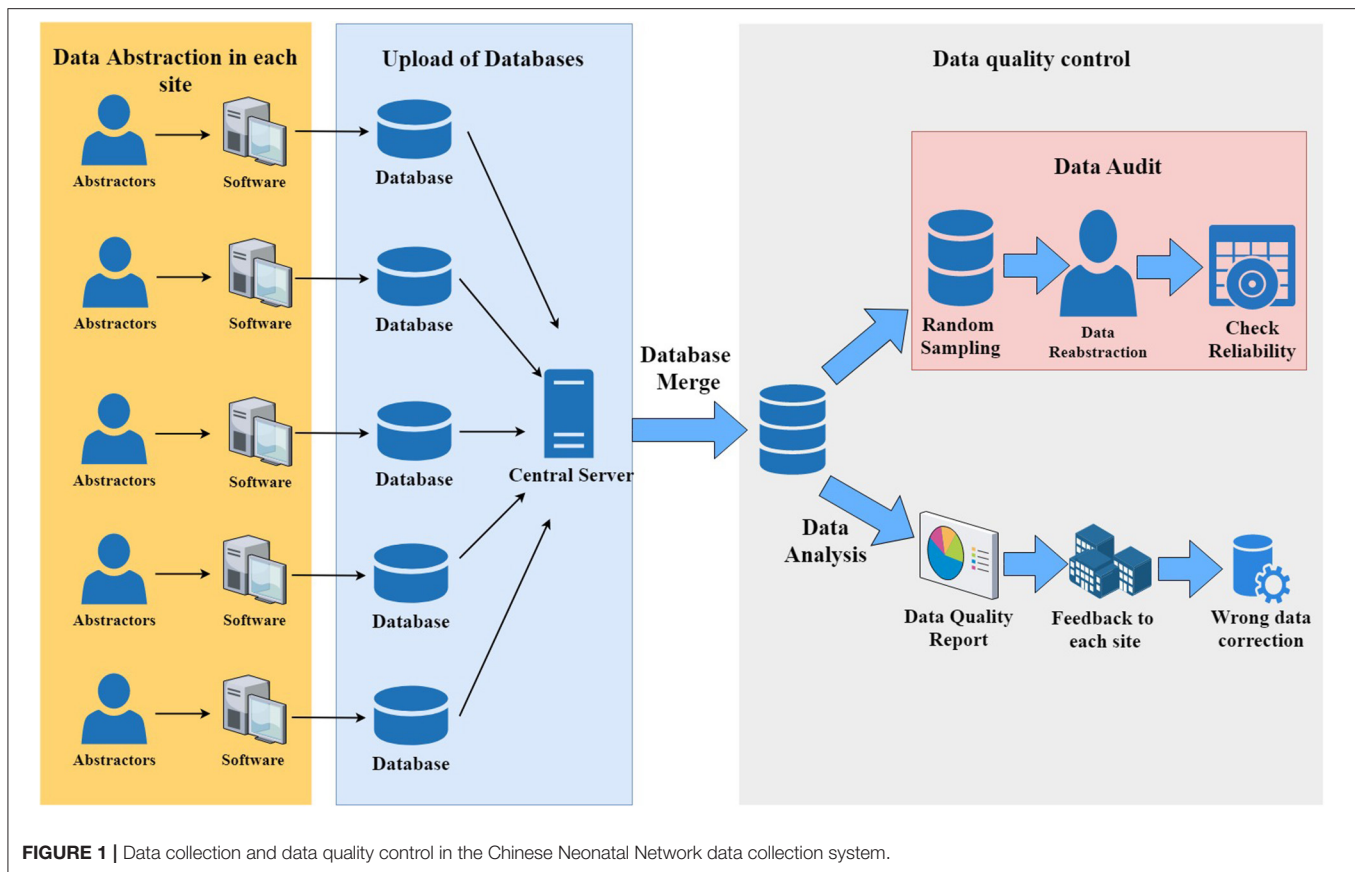 Data Abstraction in each
site
Abstractors
Software
Abstractors
Software
Abstractors
Software
Abstractors
Software
Abstractors
Software
Upload of Databases
Database
Database
Database
Database
Database
Central Server
Database
Merge
Data quality control
Data Audit
Random
Sampling
Data
Reabstraction
Check
Reliability
Data
Analysis
Data Quality
Report
Feedback to
each site
Wrong data
correction
FIGURE 1 | Data collection and data quality control in the Chinese Neonatal Network data collection system.